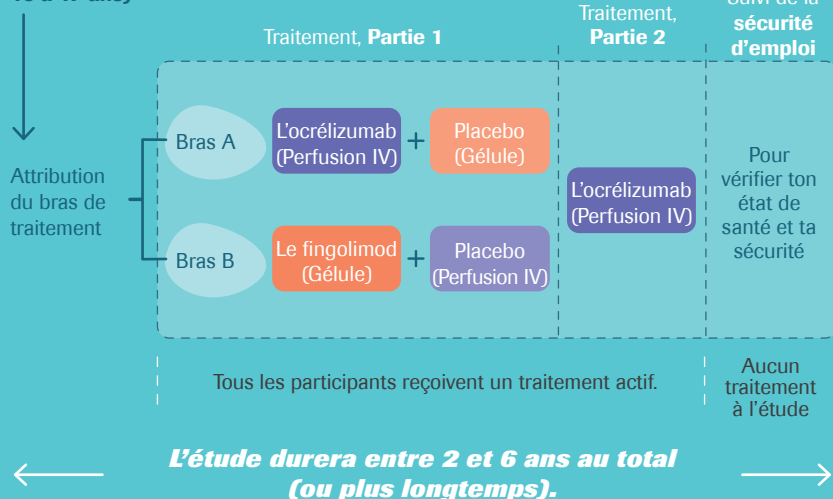 Traitement, Partie 1
Traitement,
Partie 2
Suivi de la
sécurité
d'emploi
Attribution
du bras de
traitement
Bras A
L'ocrélizumab
(Perfusion IV)
+
Placebo
(Gélule)
Bras B
Le fingolimod
(Gélule)
+
Placebo
(Perfusion IV)
L'ocrélizumab
(Perfusion IV)
Pour
vérifier ton
état de
santé et ta
sécurité
Tous les participants reçoivent un traitement actif.
Aucun
traitement
à l'étude
L'étude durera entre 2 et 6 ans au total
(ou plus longtemps).